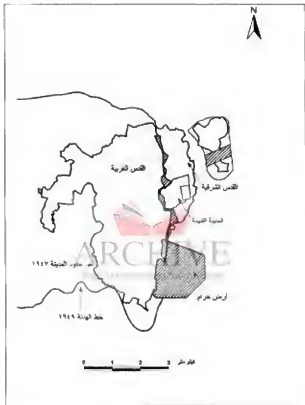 N
القدس الغربية
القدس الشرقية
المدينة القديمة
ARCHIVE
حدود المدينة ١٩٤٧
أرض حرام
خط الهدنة ١٩٤٩
0 1 2 3 كيلو متر